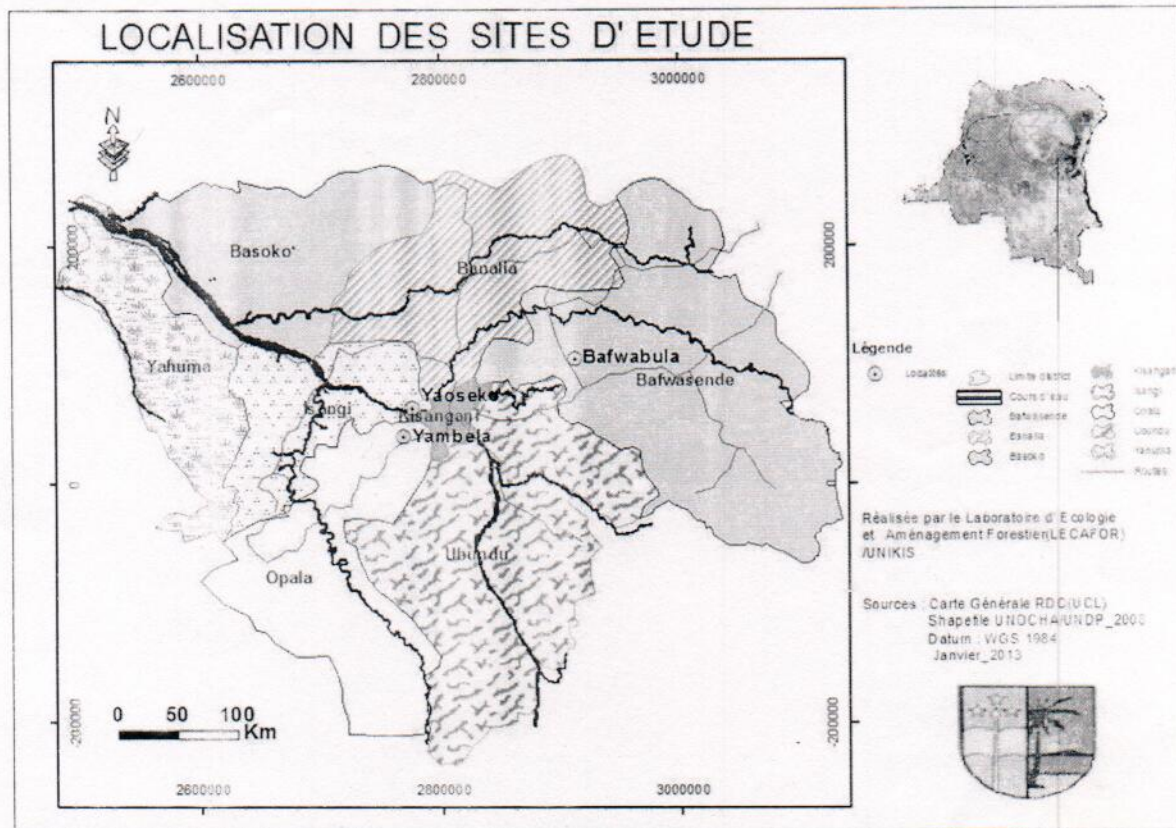 LOCALISATION DES SITES D' ETUDE
2600000 2800000 3000000
N
200000
0
-200000
200000
0
-200000
Basoko
Banalia
Yahuma
Bafwabula
Bafwasende
Isangi
Yaoseko
Kisangani
Yambela
Ubundu
Opala
0 50 100
Km
2600000 2800000 3000000
Légende
Localités
Limite district
Cours d'eau
Bafwasende
Banalia
Basoko
Kisangani
Isangi
Opala
Ubundu
Yahuma
Routes
Réalisée par le Laboratoire d' Ecologie
et Aménagement Forestier(LECAFOR)
/UNIKIS
Sources : Carte Générale RDC(UCL)
Shapefile UNOCHA/UNDP_2008
Datum : WGS 1984
Janvier_2013